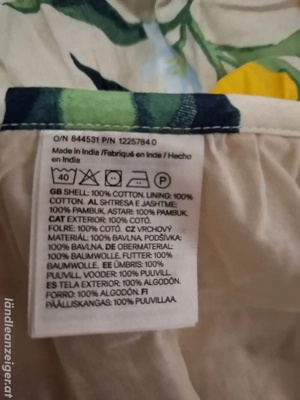 O/N 844531 P/N 1225784.0
Made in India /Fabriqué en Inde / Hecho
en India
40 P
GB SHELL: 100% COTTON. LINING: 100%
COTTON. AL SHTRESA E JASHTME:
100% PAMBUK. ASTARI: 100% PAMBUK.
CAT EXTERIOR: 100% COTÓ.
FOLRE: 100% COTÓ. CZ VRCHOVÝ
MATERIÁL: 100% BAVLNA. PODŠÍVKA:
100% BAVLNA. DE OBERMATERIAL:
100% BAUMWOLLE. FUTTER: 100%
BAUMWOLLE. EE ÜMBRIS: 100%
PUUVILL. VOODER: 100% PUUVILL.
ES TELA EXTERIOR: 100% ALGODÓN.
FORRO: 100% ALGODÓN. FI
PÄÄLLISKANGAS: 100% PUUVILLAA.
ländleanzeiger.at